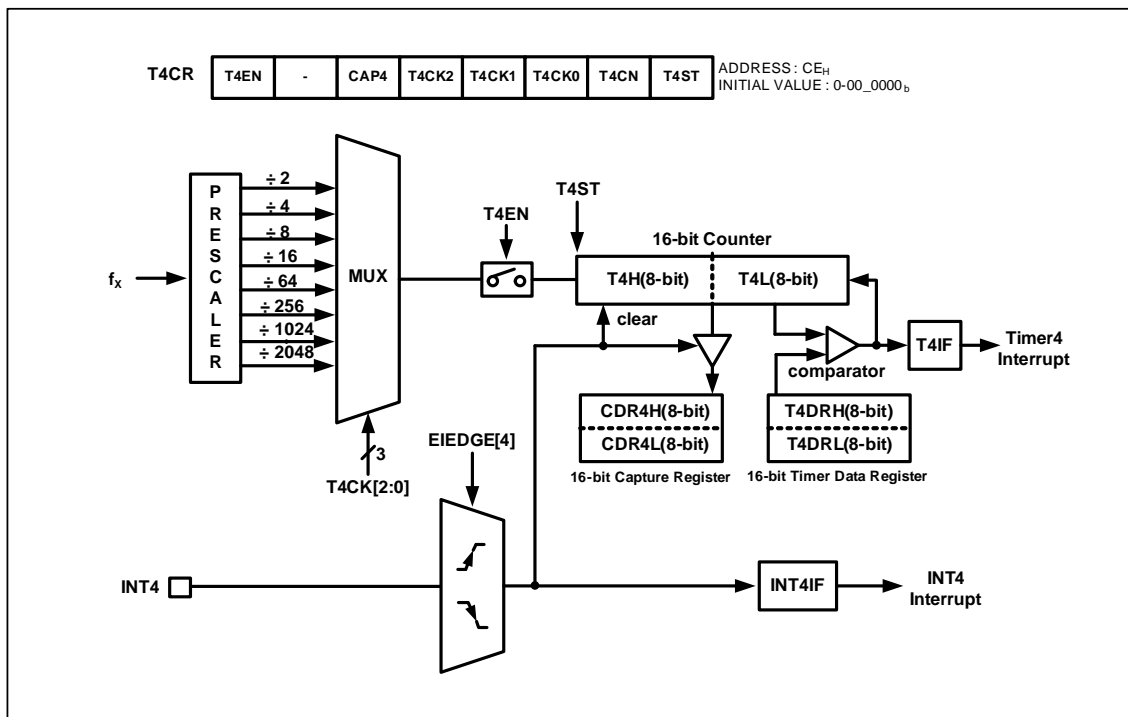 T4CR T4EN - CAP4 T4CK2 T4CK1 T4CK0 T4CN T4ST
ADDRESS : CEH
INITIAL VALUE : 0-00_0000b
PRESCALER
fX
÷ 2
÷ 4
÷ 8
÷ 16
÷ 64
÷ 256
÷ 1024
÷ 2048
MUX
3
T4CK[2:0]
T4EN
T4ST
16-bit Counter
T4H(8-bit) T4L(8-bit)
clear
comparator
T4IF
Timer4
Interrupt
CDR4H(8-bit)
CDR4L(8-bit)
16-bit Capture Register
T4DRH(8-bit)
T4DRL(8-bit)
16-bit Timer Data Register
EIEDGE[4]
INT4
INT4IF
INT4
Interrupt